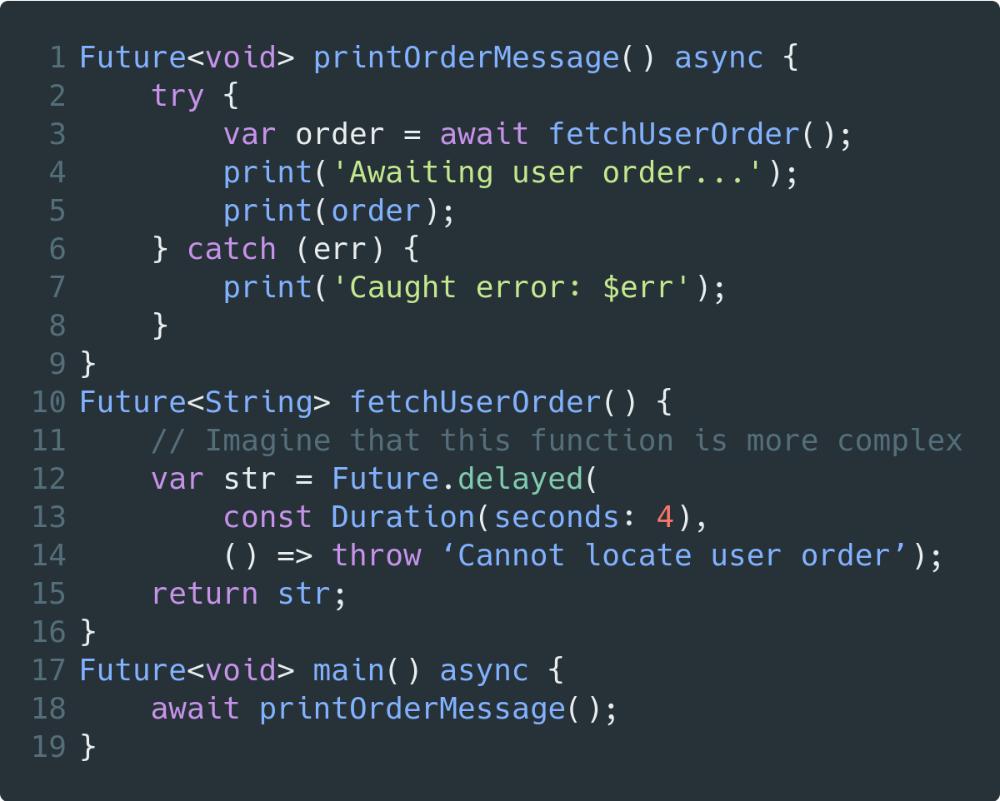 1 Future<void> printOrderMessage() async {
2     try {
3         var order = await fetchUserOrder();
4         print('Awaiting user order...');
5         print(order);
6     } catch (err) {
7         print('Caught error: $err');
8     }
9 }
10 Future<String> fetchUserOrder() {
11     // Imagine that this function is more complex
12     var str = Future.delayed(
13         const Duration(seconds: 4),
14         () => throw ‘Cannot locate user order’);
15     return str;
16 }
17 Future<void> main() async {
18     await printOrderMessage();
19 }